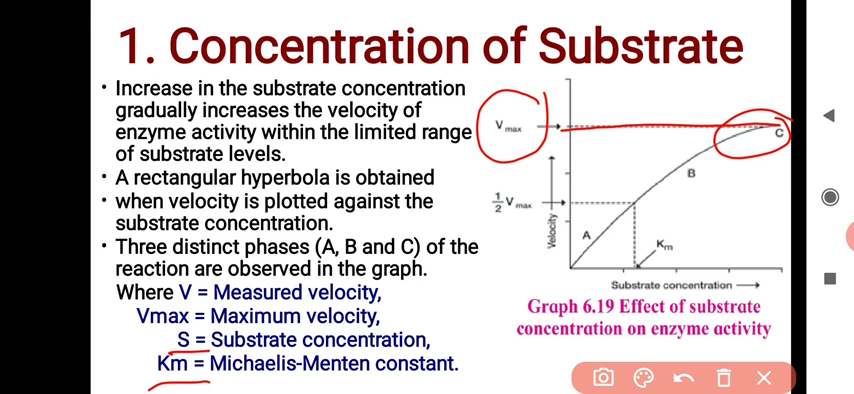 1. Concentration of Substrate
• Increase in the substrate concentration
gradually increases the velocity of
enzyme activity within the limited range
of substrate levels.
• A rectangular hyperbola is obtained
• when velocity is plotted against the
substrate concentration.
• Three distinct phases (A, B and C) of the
reaction are observed in the graph.
Where V = Measured velocity,
Vmax = Maximum velocity,
S = Substrate concentration,
Km = Michaelis-Menten constant.
Vmax
C
B
1/2 Vmax
A
Velocity
Km
Substrate concentration
Graph 6.19 Effect of substrate
concentration on enzyme activity